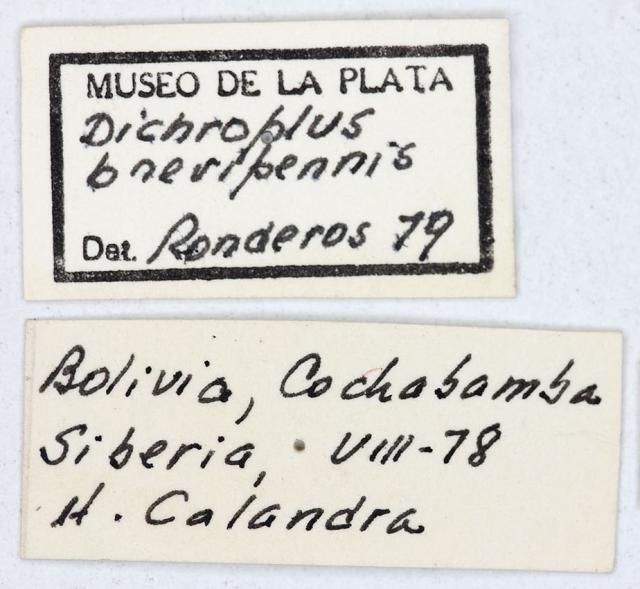 MUSEO DE LA PLATA
Dichroplus
brevipennis
Det. Ronderos 79
Bolivia, Cochabamba
Siberia, VIII-78
H. Calandra